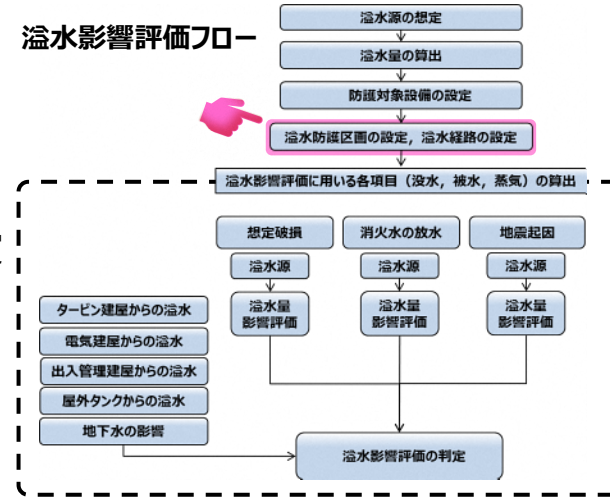 溢水影響評価フロー
溢水源の想定
溢水量の算出
防護対象設備の設定
溢水防護区画の設定，溢水経路の設定
溢水影響評価に用いる各項目（没水，被水，蒸気）の算出
想定破損
消火水の放水
地震起因
溢水源
溢水源
溢水源
溢水量
影響評価
溢水量
影響評価
溢水量
影響評価
タービン建屋からの溢水
電気建屋からの溢水
出入管理建屋からの溢水
屋外タンクからの溢水
地下水の影響
溢水影響評価の判定